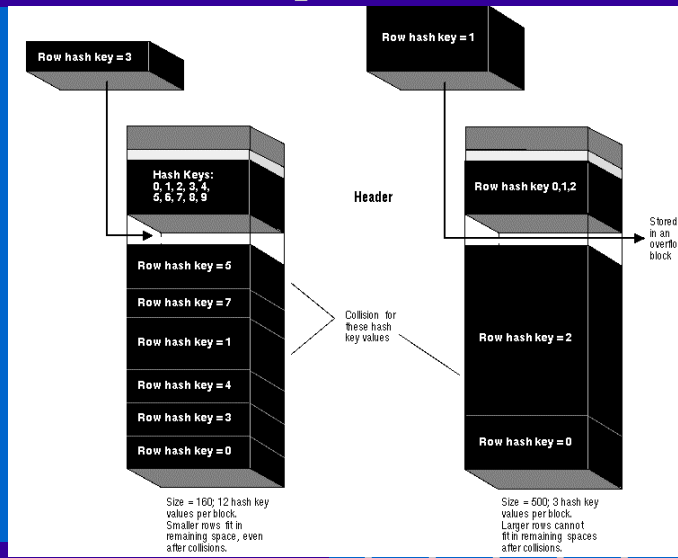 Row hash key = 3
Row hash key = 1
Hash Keys:
0, 1, 2, 3, 4,
5, 6, 7, 8, 9
Header
Row hash key 0,1,2
Stored
in an
overflo
block
Row hash key = 5
Row hash key = 7
Row hash key = 1
Row hash key = 4
Row hash key = 3
Row hash key = 0
Collision for
these hash
key values
Row hash key = 2
Row hash key = 0
Size = 160; 12 hash key
values per block.
Smaller rows fit in
remaining space, even
after collisions.
Size = 500; 3 hash key
values per block.
Larger rows cannot
fit in remaining spaces
after collisions.